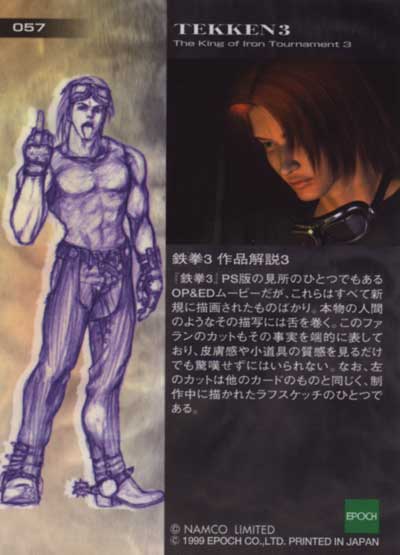 057
TEKKEN3
The King of Iron Tournament 3
鉄拳3 作品解説3
『鉄拳3』PS版の見所のひとつでもある
OP&EDムービーだが、これらはすべて新
規に描画されたものばかり。本物の人間
のようなその描写には舌を巻く。このファ
ランのカットもその事実を端的に表して
おり、皮膚感や小道具の質感を見るだけ
でも驚嘆せずにはいられない。なお、左
のカットは他のカードのものと同じく、制
作中に描かれたラフスケッチのひとつで
ある。
EPOCH
© NAMCO LIMITED
© 1999 EPOCH CO.,LTD. PRINTED IN JAPAN